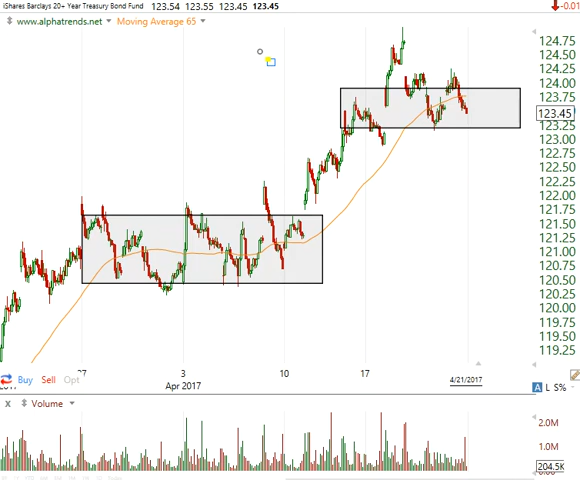 iShares Barclays 20+ Year Treasury Bond Fund 123.54 123.55 123.45 123.45 -0.01
www.alphatrends.net Moving Average 65
124.75
124.50
124.25
124.00
123.75
123.45
123.25
123.00
122.75
122.50
122.25
122.00
121.75
121.50
121.25
121.00
120.75
120.50
120.25
120.00
119.75
119.50
119.25
27 3 10 17
Buy Sell Opt
Apr 2017 4/21/2017
A L S%
X Volume
2.0M
1.0M
204.5K